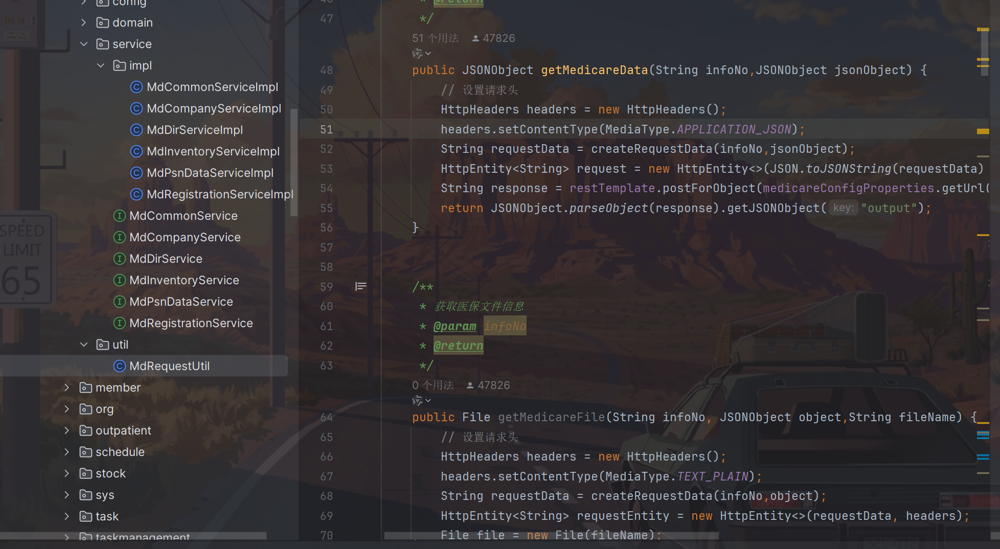 config
domain
service
impl
MdCommonServiceImpl
MdCompanyServiceImpl
MdDirServiceImpl
MdInventoryServiceImpl
MdPsnDataServiceImpl
MdRegistrationServiceImpl
MdCommonService
MdCompanyService
MdDirService
MdInventoryService
MdPsnDataService
MdRegistrationService
util
MdRequestUtil
member
org
outpatient
schedule
stock
sys
task
taskmanagement
SPEED
LIMIT
65
46 * @return
47 */
51 个用法 47826
48 public JSONObject getMedicareData(String infoNo,JSONObject jsonObject) {
49 // 设置请求头
50 HttpHeaders headers = new HttpHeaders();
51 headers.setContentType(MediaType.APPLICATION_JSON);
52 String requestData = createRequestData(infoNo,jsonObject);
53 HttpEntity<String> request = new HttpEntity<>(JSON.toJSONString(requestData)
54 String response = restTemplate.postForObject(medicareConfigProperties.getUrl(
55 return JSONObject.parseObject(response).getJSONObject( key: "output");
56 }
57
58
59 /**
60 * 获取医保文件信息
61 * @param infoNo
62 * @return
63 */
0 个用法 47826
64 public File getMedicareFile(String infoNo, JSONObject object,String fileName) {
65 // 设置请求头
66 HttpHeaders headers = new HttpHeaders();
67 headers.setContentType(MediaType.TEXT_PLAIN);
68 String requestData = createRequestData(infoNo,object);
69 HttpEntity<String> requestEntity = new HttpEntity<>(requestData, headers);
70 File file = new File(fileName);